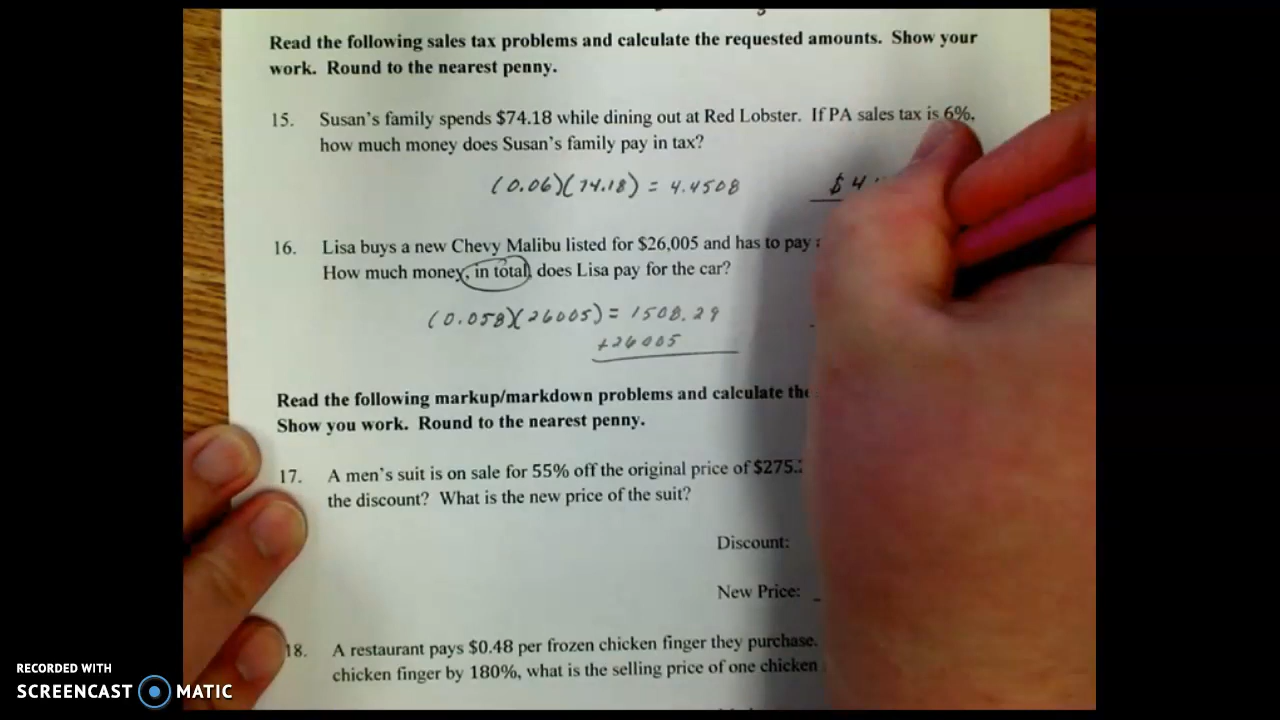 Read the following sales tax problems and calculate the requested amounts. Show your
work. Round to the nearest penny.
15. Susan's family spends $74.18 while dining out at Red Lobster. If PA sales tax is 6%,
how much money does Susan's family pay in tax?
(0.06)(74.18) = 4.4508 $4
16. Lisa buys a new Chevy Malibu listed for $26,005 and has to pay
How much money, in total, does Lisa pay for the car?
(0.058)(26005) = 1508.29
+26005
Read the following markup/markdown problems and calculate the
Show you work. Round to the nearest penny.
17. A men's suit is on sale for 55% off the original price of $275.
the discount? What is the new price of the suit?
Discount:
New Price:
18. A restaurant pays $0.48 per frozen chicken finger they purchase.
chicken finger by 180%, what is the selling price of one chicken
RECORDED WITH
SCREENCAST MATIC